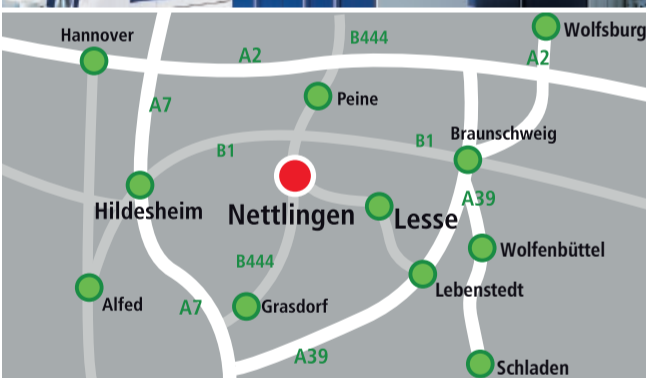 Wolfsburg
Hannover
B444
A2
A2
A7
Peine
B1
B1
Braunschweig
Hildesheim
Nettlingen
Lesse
A39
Wolfenbüttel
B444
Lebenstedt
Alfed
A7
Grasdorf
A39
Schladen